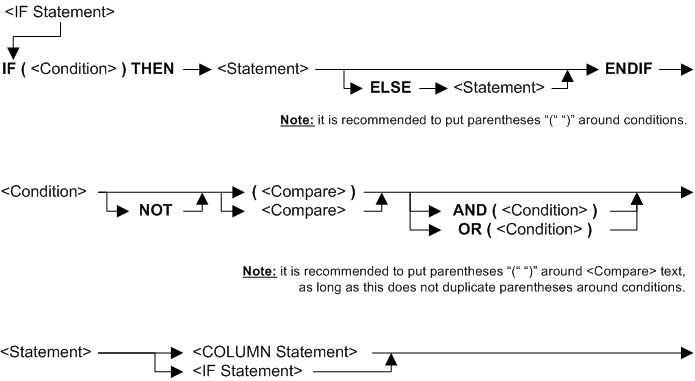 <IF Statement>
IF ( <Condition> ) THEN <Statement> ENDIF
ELSE <Statement>
Note: it is recommended to put parentheses “(“ “)” around conditions.
<Condition> ( <Compare> )
NOT <Compare> AND ( <Condition> )
OR ( <Condition> )
Note: it is recommended to put parentheses “(“ “)” around <Compare> text,
as long as this does not duplicate parentheses around conditions.
<Statement> <COLUMN Statement>
<IF Statement>